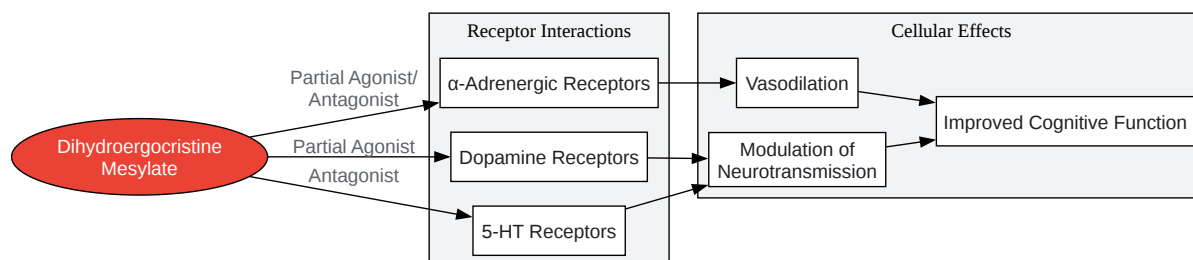 Receptor Interactions
Cellular Effects
Partial Agonist/
Antagonist
α-Adrenergic Receptors
Vasodilation
Improved Cognitive Function
Dihydroergocristine
Mesylate
Partial Agonist
Dopamine Receptors
Modulation of
Neurotransmission
Antagonist
5-HT Receptors